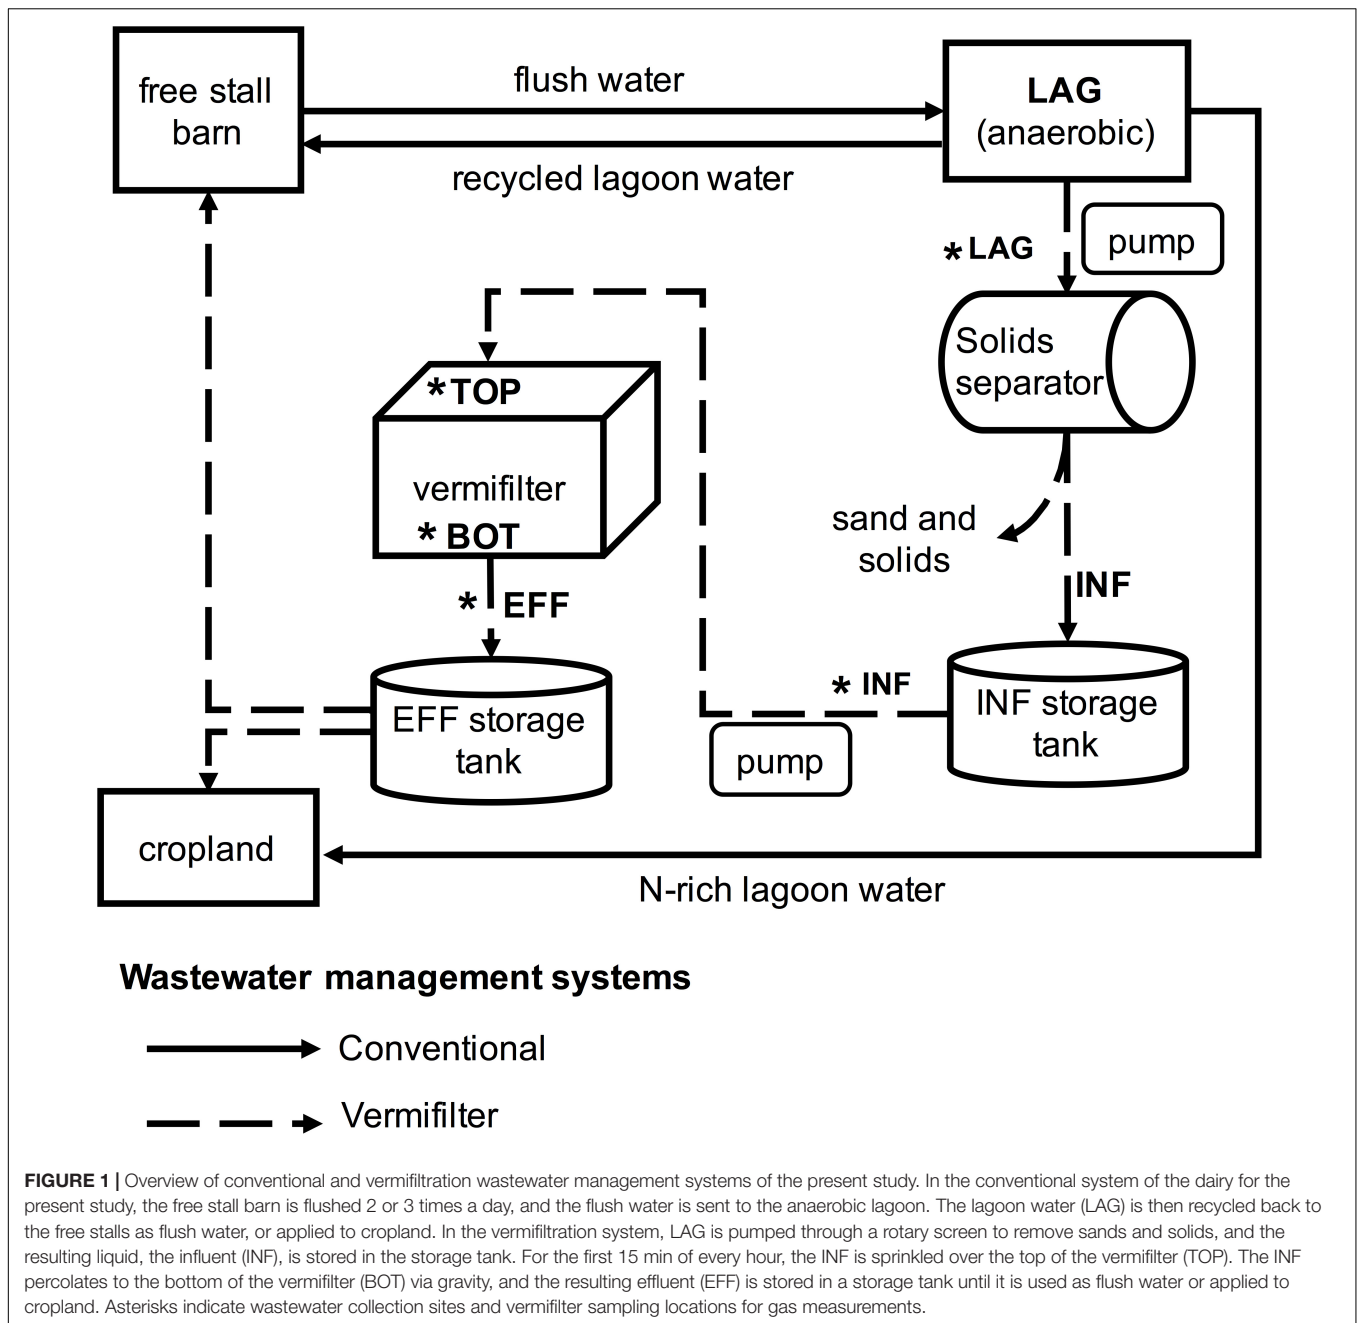 free stall
barn
flush water
LAG
(anaerobic)
recycled lagoon water
* LAG
pump
Solids
separator
* TOP
vermifilter
* BOT
sand and
solids
* EFF
INF
* INF
EFF storage
tank
INF storage
tank
pump
cropland
N-rich lagoon water
Wastewater management systems
Conventional
Vermifilter
FIGURE 1 | Overview of conventional and vermifiltration wastewater management systems of the present study. In the conventional system of the dairy for the
present study, the free stall barn is flushed 2 or 3 times a day, and the flush water is sent to the anaerobic lagoon. The lagoon water (LAG) is then recycled back to
the free stalls as flush water, or applied to cropland. In the vermifiltration system, LAG is pumped through a rotary screen to remove sands and solids, and the
resulting liquid, the influent (INF), is stored in the storage tank. For the first 15 min of every hour, the INF is sprinkled over the top of the vermifilter (TOP). The INF
percolates to the bottom of the vermifilter (BOT) via gravity, and the resulting effluent (EFF) is stored in a storage tank until it is used as flush water or applied to
cropland. Asterisks indicate wastewater collection sites and vermifilter sampling locations for gas measurements.